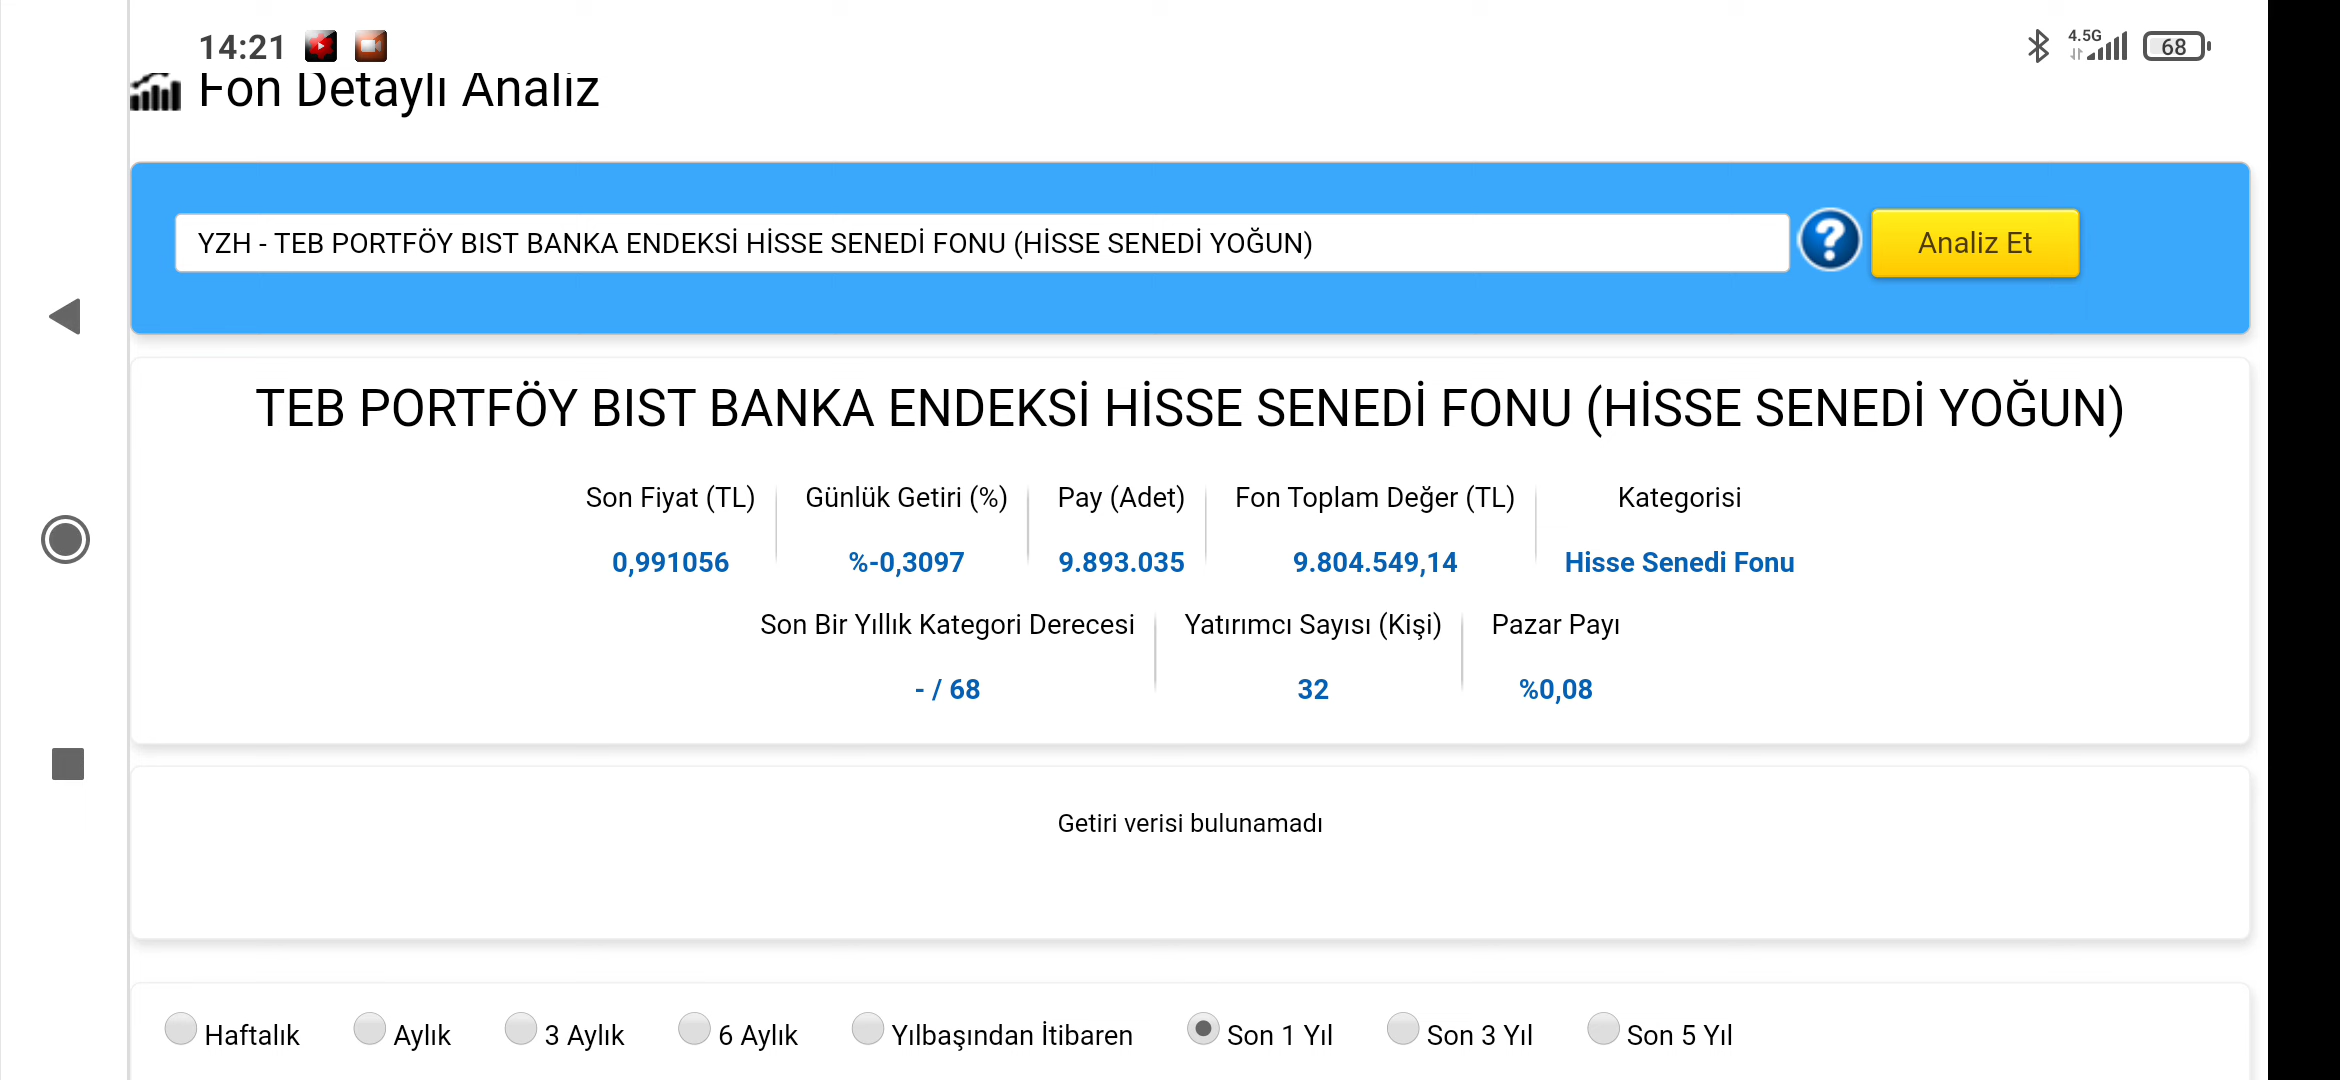 14:21
4.5G
68
Fon Detaylı Analiz
YZH - TEB PORTFÖY BIST BANKA ENDEKSİ HİSSE SENEDİ FONU (HİSSE SENEDİ YOĞUN)
?
Analiz Et
TEB PORTFÖY BIST BANKA ENDEKSİ HİSSE SENEDİ FONU (HİSSE SENEDİ YOĞUN)
Son Fiyat (TL) Günlük Getiri (%) Pay (Adet) Fon Toplam Değer (TL) Kategorisi
0,991056 %-0,3097 9.893.035 9.804.549,14 Hisse Senedi Fonu
Son Bir Yıllık Kategori Derecesi Yatırımcı Sayısı (Kişi) Pazar Payı
- / 68 32 %0,08
Getiri verisi bulunamadı
Haftalık Aylık 3 Aylık 6 Aylık Yılbaşından İtibaren Son 1 Yıl Son 3 Yıl Son 5 Yıl